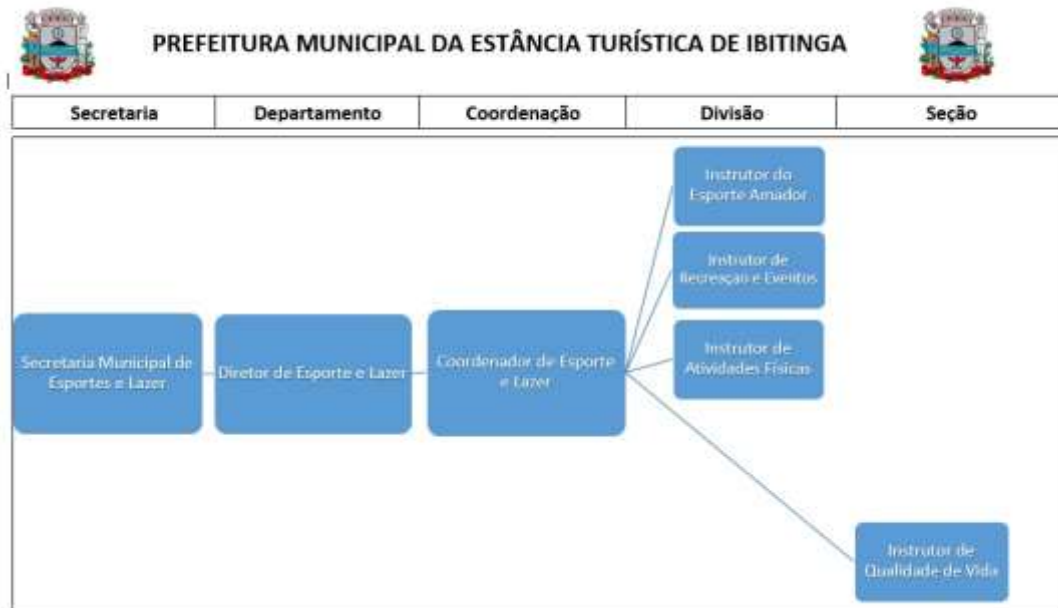 PREFEITURA MUNICIPAL DA ESTÂNCIA TURÍSTICA DE IBITINGA
Secretaria
Departamento
Coordenação
Divisão
Seção
Secretaria Municipal de
Esportes e Lazer
Diretor de Esporte e Lazer
Coordenador de Esporte
e Lazer
Instrutor do
Esporte Amador
Instrutor de
Recreação e Eventos
Instrutor de
Atividades Físicas
Instrutor de
Qualidade de Vida